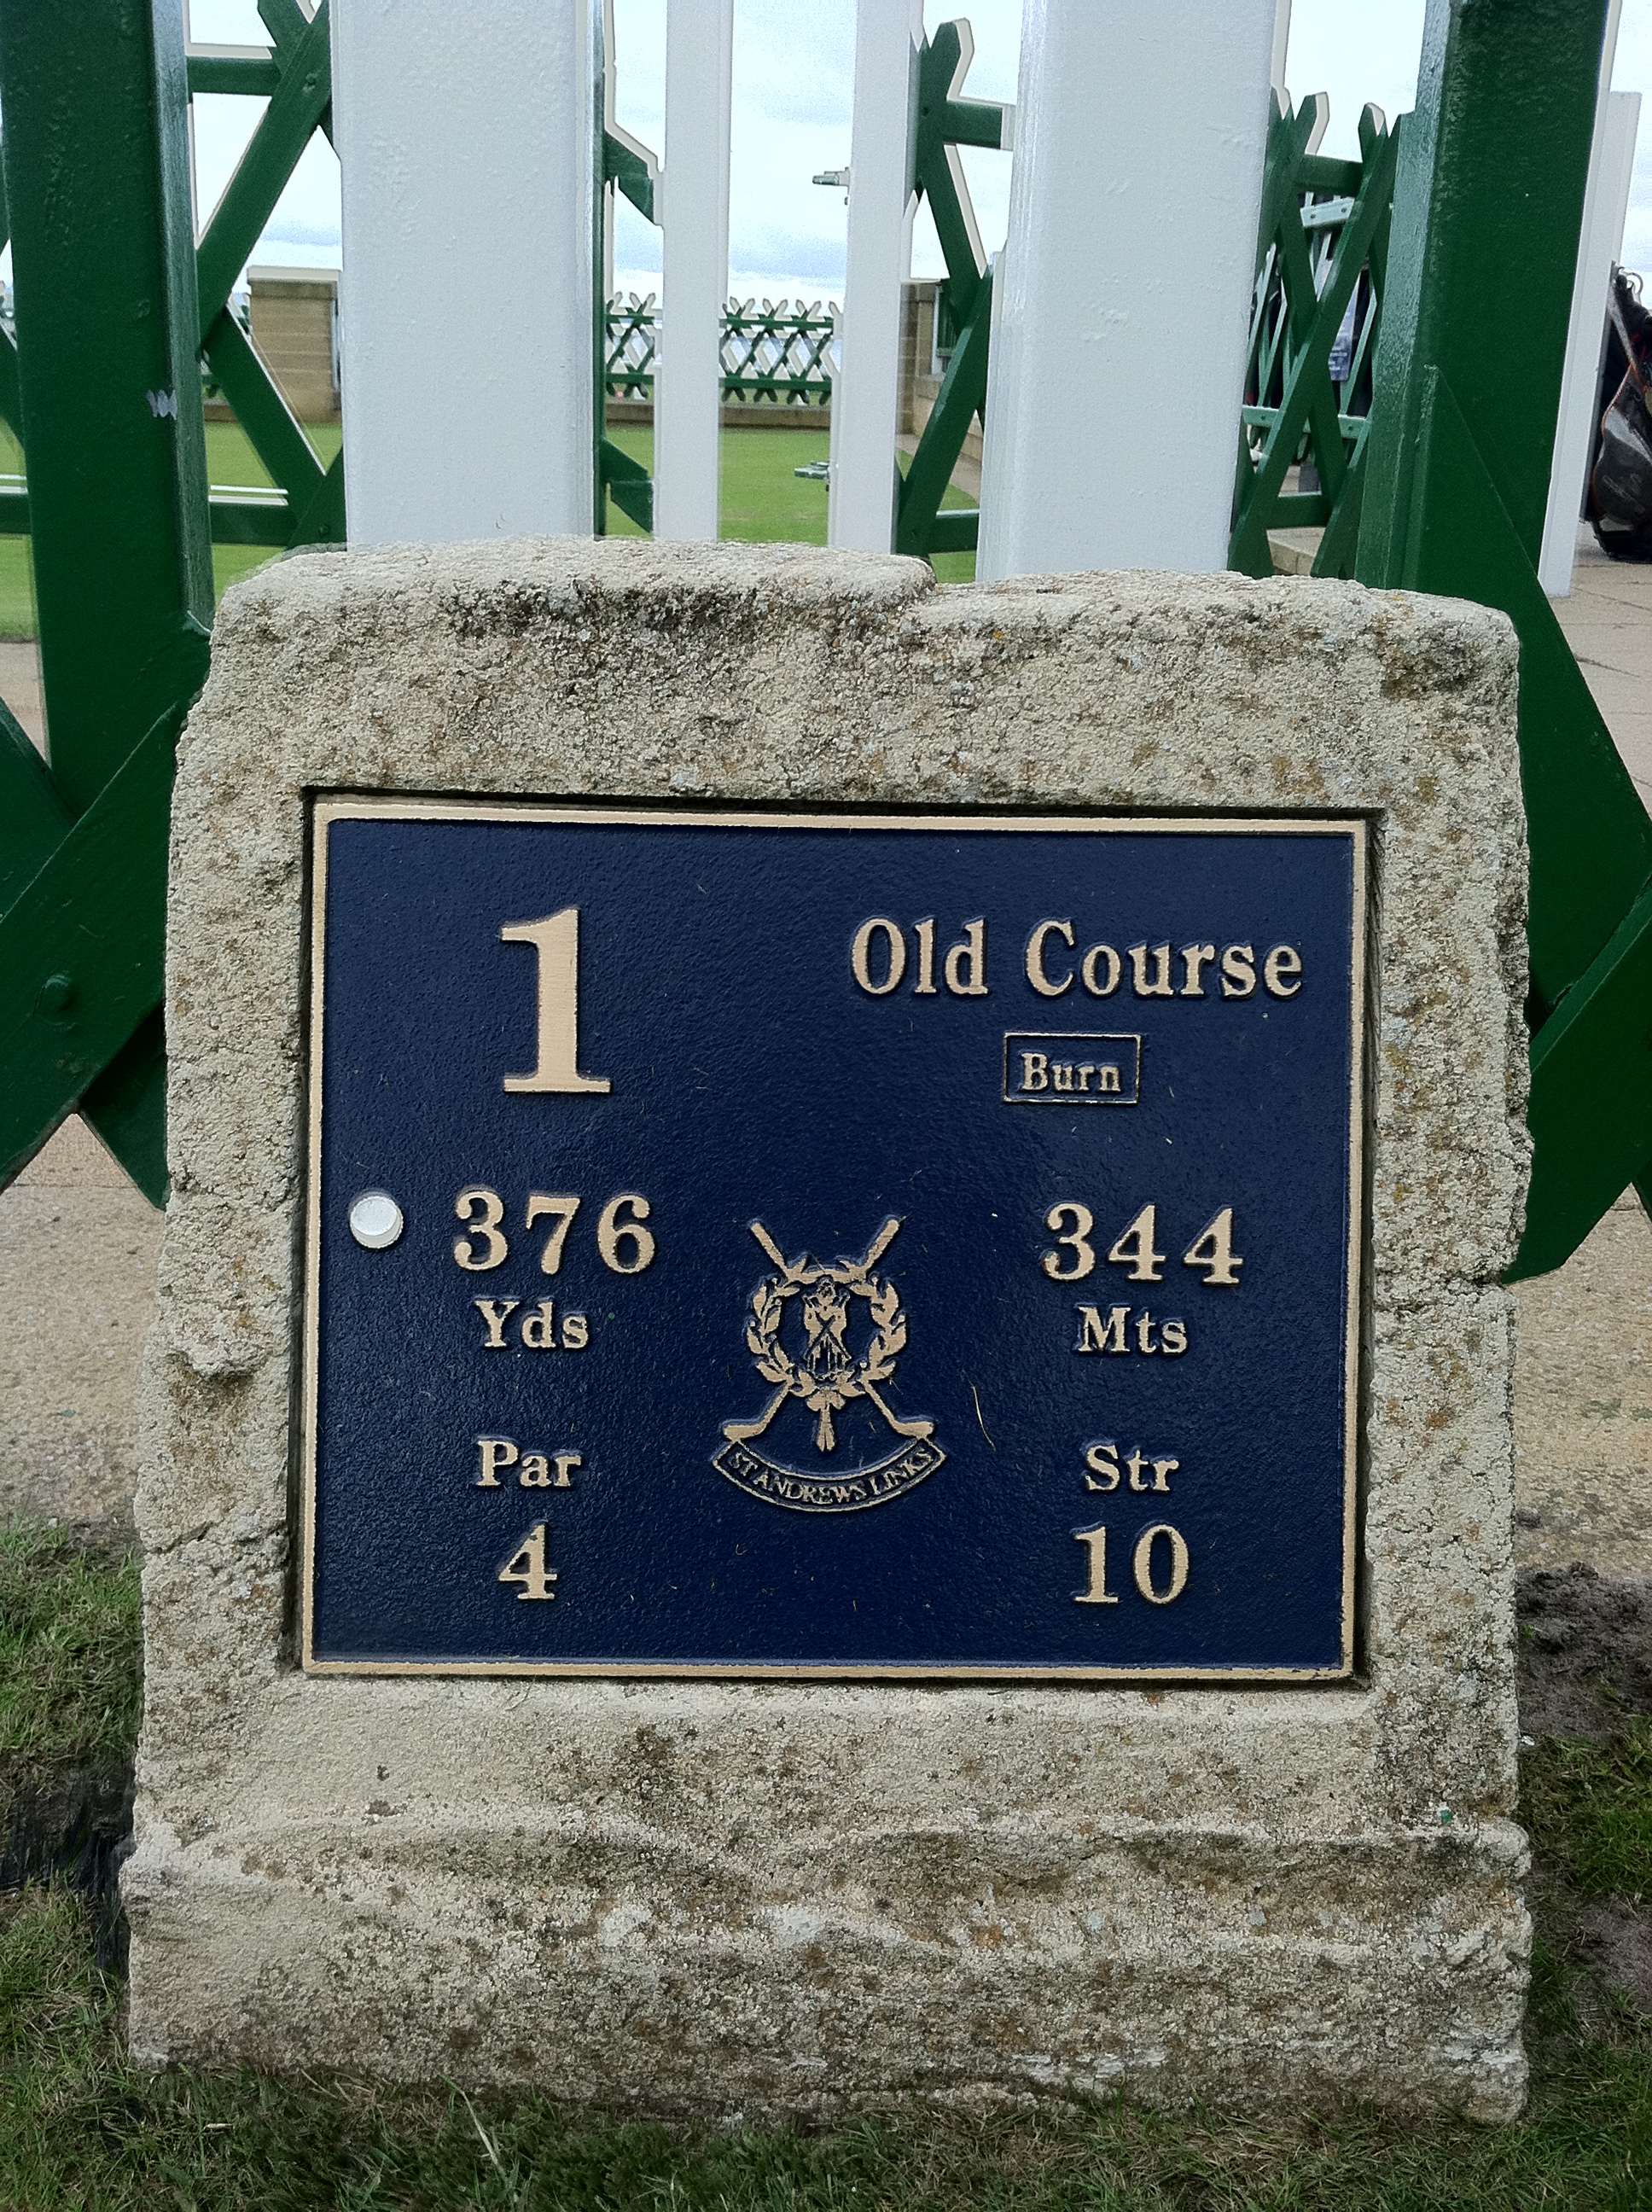 1
Old Course
Burn
376
Yds
344
Mts
ST ANDREWS LINKS
Par
4
Str
10